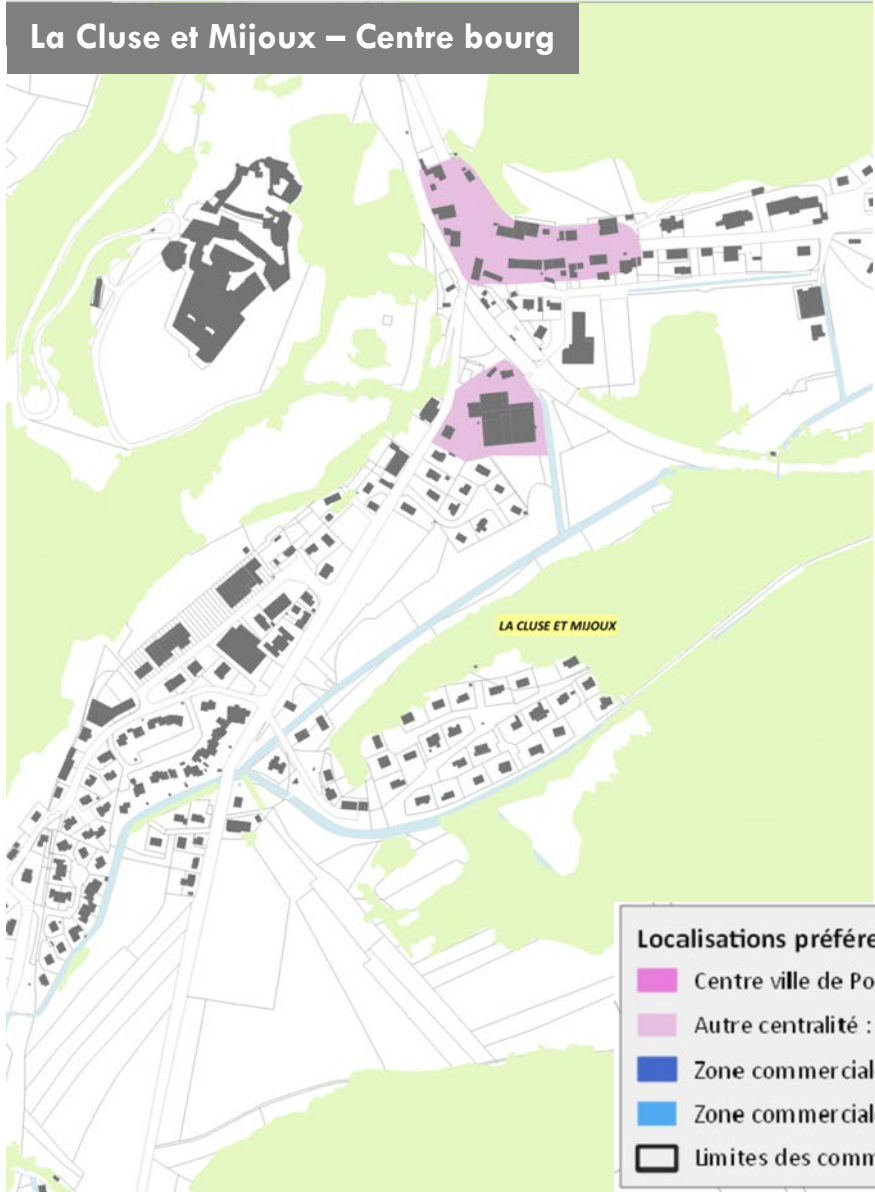 La Cluse et Mijoux – Centre bourg
LA CLUSE ET MIJOUX
Localisations préfére
Centre ville de Po
Autre centralité :
Zone commercial
Zone commercial
Limites des comm